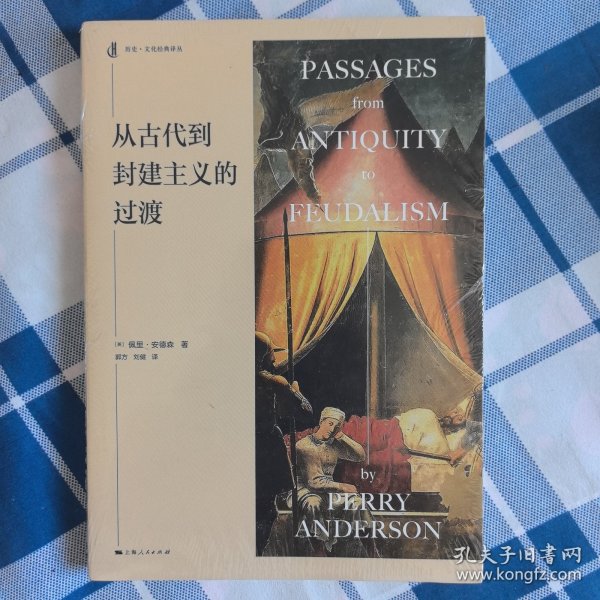 历史·文化经典译丛
从古代到
封建主义的
过渡
[英] 佩里·安德森 著
郭方 刘健 译
上海人民出版社
PASSAGES
from
ANTIQUITY
to
FEUDALISM
by
PERRY
ANDERSON
孔夫子旧书网
www.kongfz.com